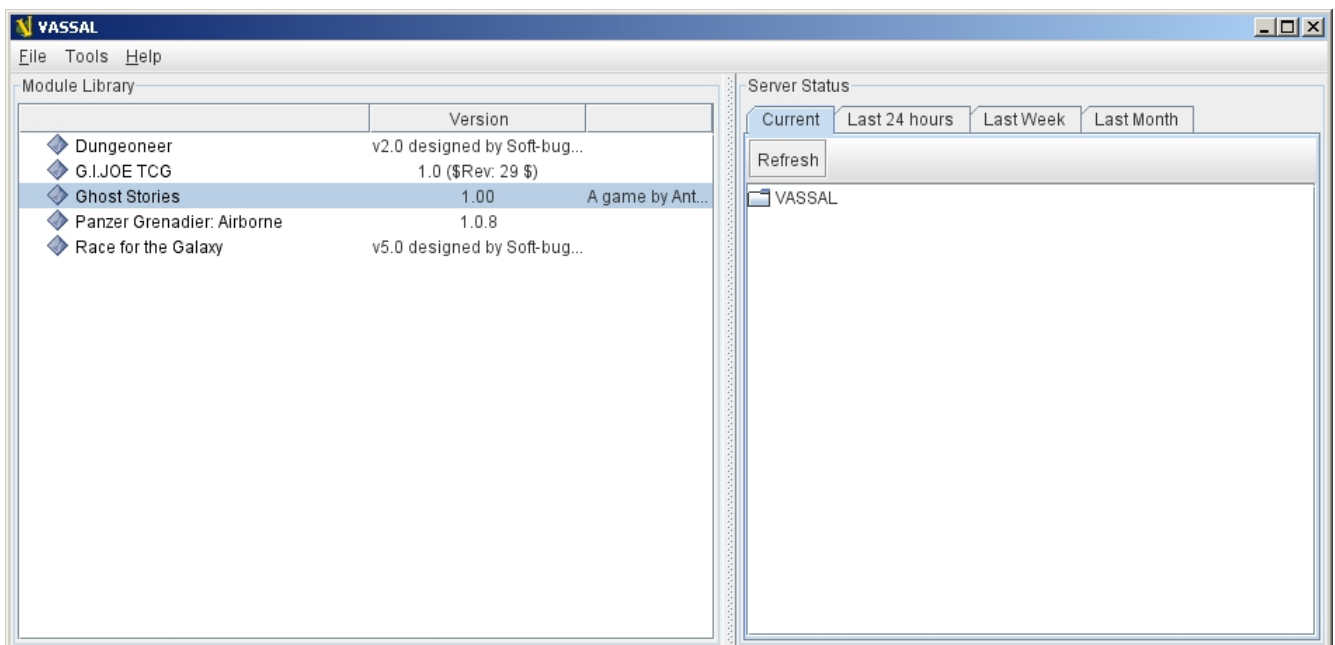 VASSAL
File Tools Help
Module Library
Version
Dungeoneer v2.0 designed by Soft-bug...
G.I.JOE TCG 1.0 ($Rev: 29 $)
Ghost Stories 1.00 A game by Ant...
Panzer Grenadier: Airborne 1.0.8
Race for the Galaxy v5.0 designed by Soft-bug...
Server Status
Current Last 24 hours Last Week Last Month
Refresh
VASSAL